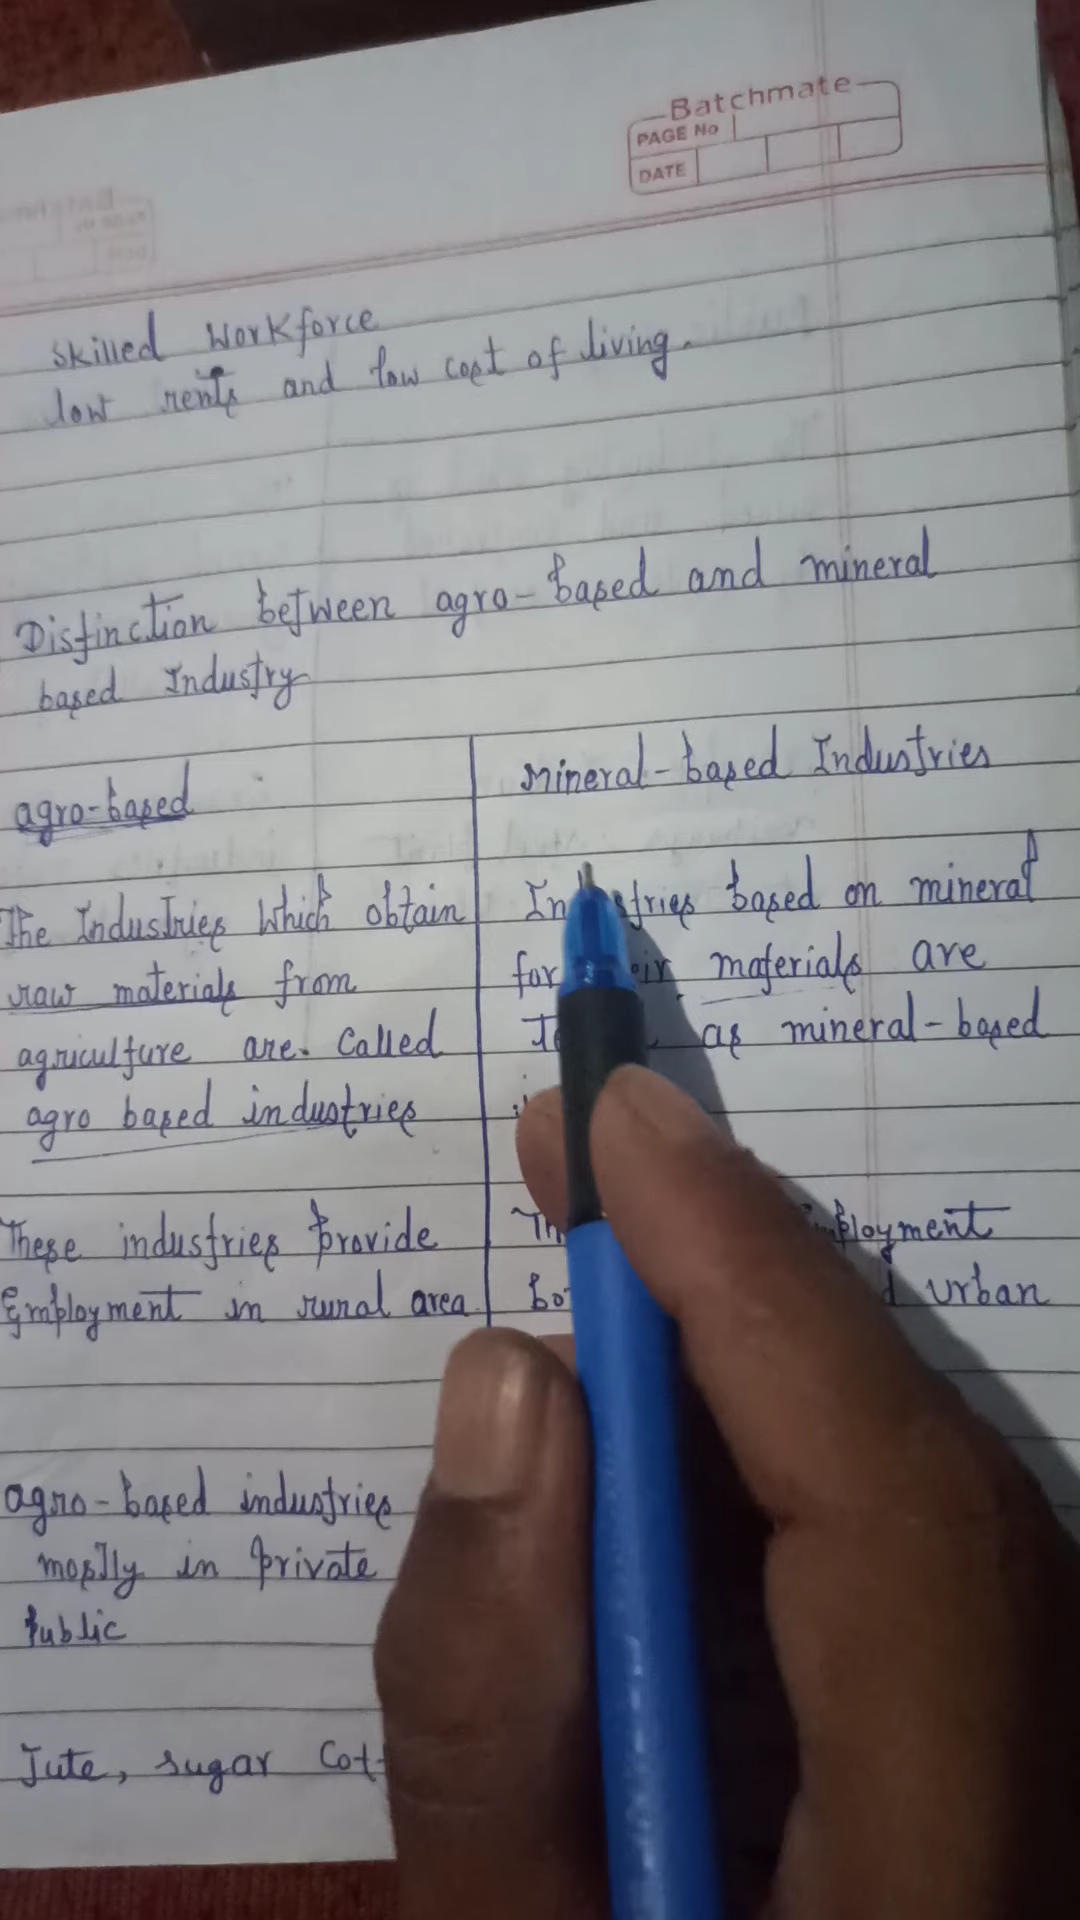 Batchmate
PAGE No
DATE
Skilled Workforce
low rents and low cost of living.
Distinction between agro-based and mineral
based Industry
agro-based
The Industries Which obtain
raw materials from
agriculture are. Called
agro based industries
These industries provide
Employment in rural area
agro-based industries
mostly in private
public
Jute, sugar
Mineral-based Industries
based on mineral
for materials are
as mineral-based
urban